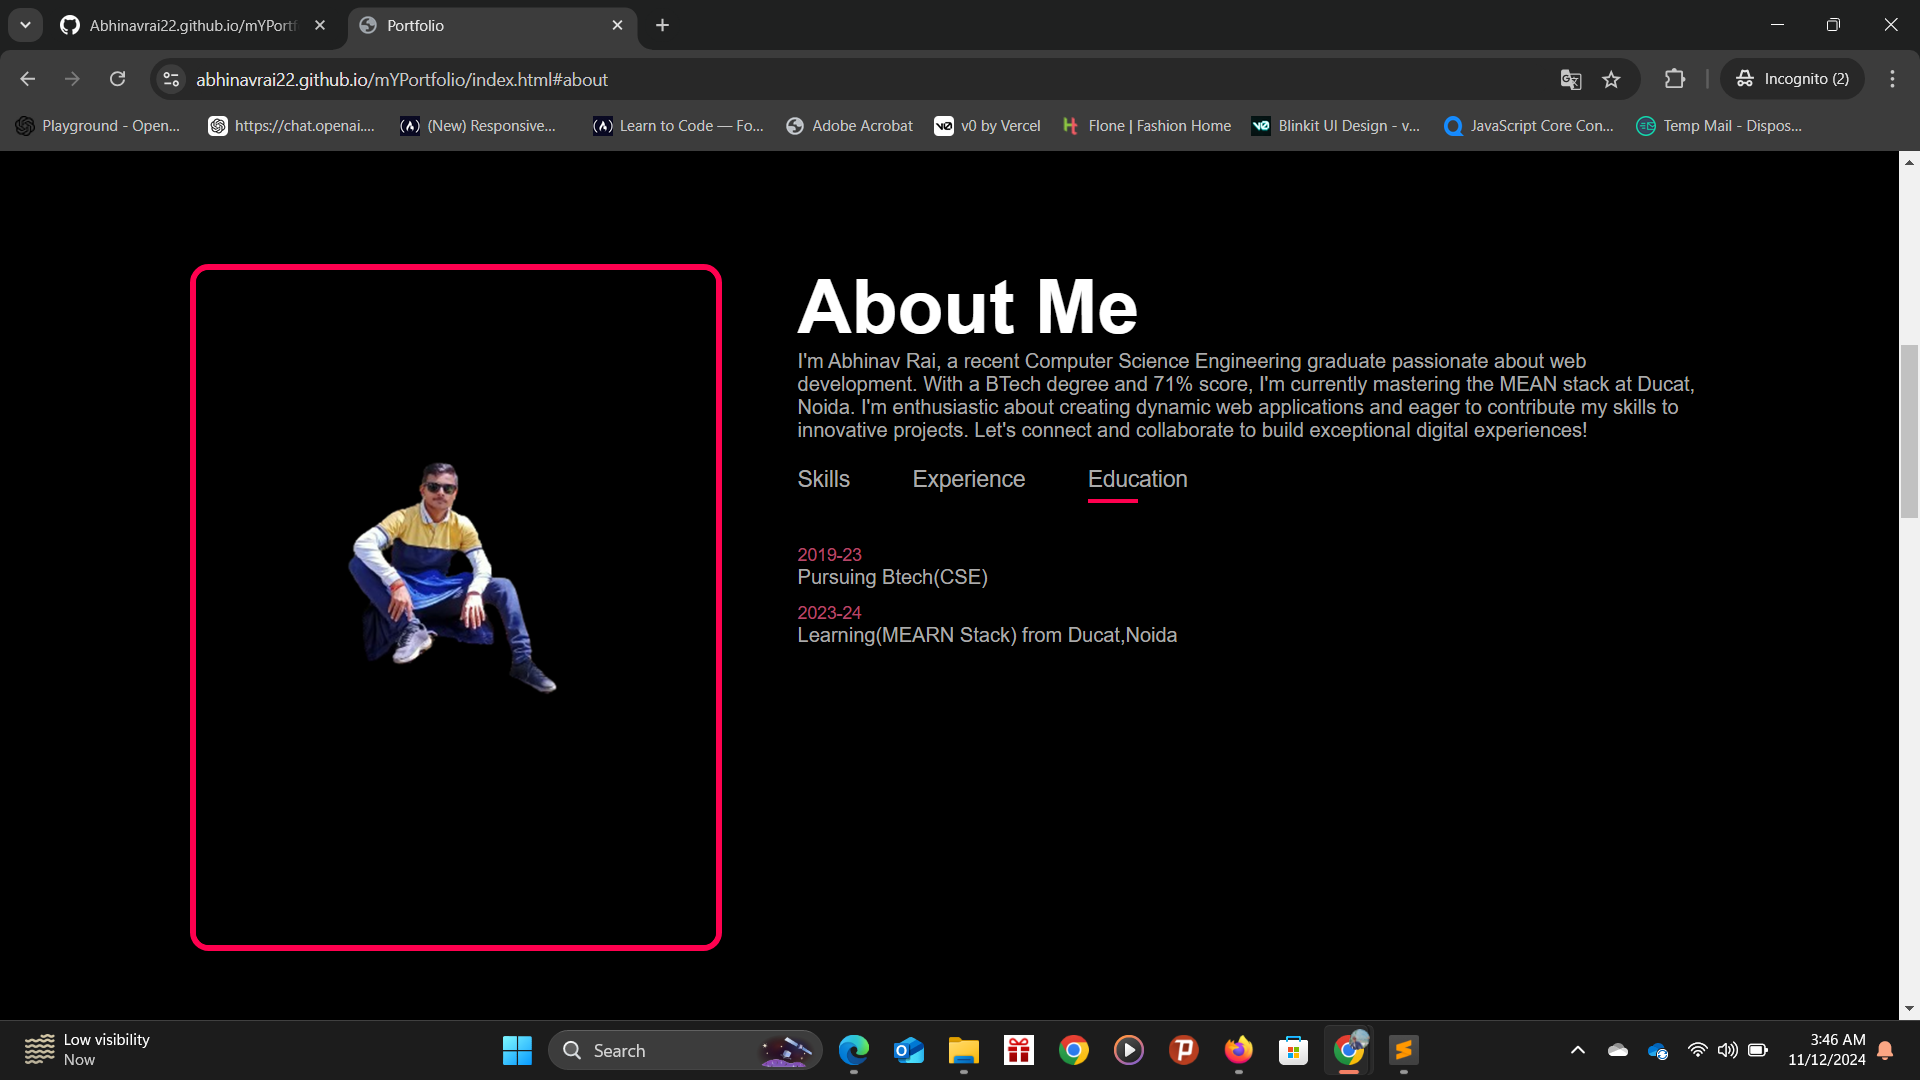 Abhinavrai22.github.io/mYPortf
Portfolio
abhinavrai22.github.io/mYPortfolio/index.html#about
Incognito (2)
Playground - Open...
https://chat.openai....
(New) Responsive...
Learn to Code — Fo...
Adobe Acrobat
v0 by Vercel
Flone | Fashion Home
Blinkit UI Design - v...
JavaScript Core Con...
Temp Mail - Dispos...
About Me
I'm Abhinav Rai, a recent Computer Science Engineering graduate passionate about web
development. With a BTech degree and 71% score, I'm currently mastering the MEAN stack at Ducat,
Noida. I'm enthusiastic about creating dynamic web applications and eager to contribute my skills to
innovative projects. Let's connect and collaborate to build exceptional digital experiences!
Skills
Experience
Education
2019-23
Pursuing Btech(CSE)
2023-24
Learning(MEARN Stack) from Ducat,Noida
Low visibility
Now
Search
3:46 AM
11/12/2024